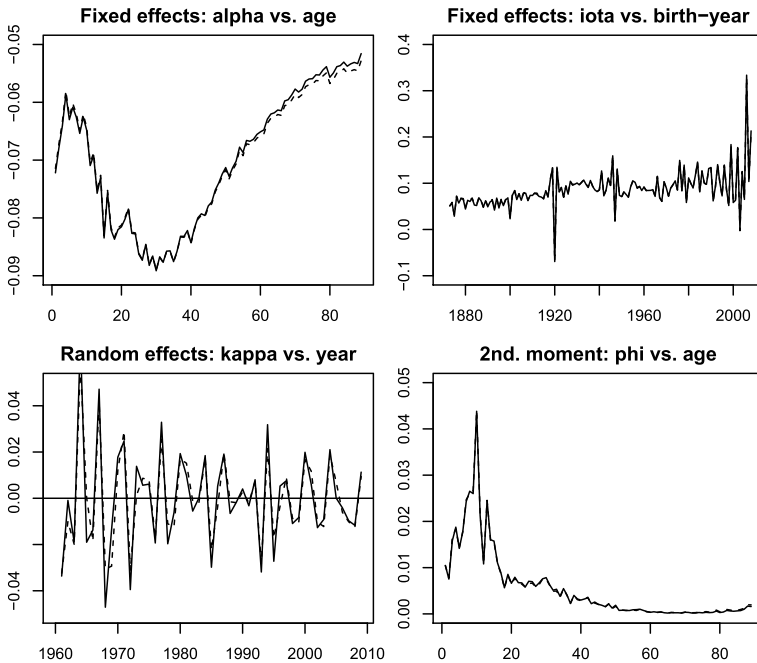 Fixed effects: alpha vs. age
−0.05
−0.06
−0.07
−0.08
−0.09
0 20 40 60 80
Fixed effects: iota vs. birth−year
0.4
0.3
0.2
0.1
0.0
−0.1
1880 1920 1960 2000
Random effects: kappa vs. year
0.04
0.02
0.00
−0.04
1960 1970 1980 1990 2000 2010
2nd. moment: phi vs. age
0.05
0.04
0.03
0.02
0.01
0.00
0 20 40 60 80